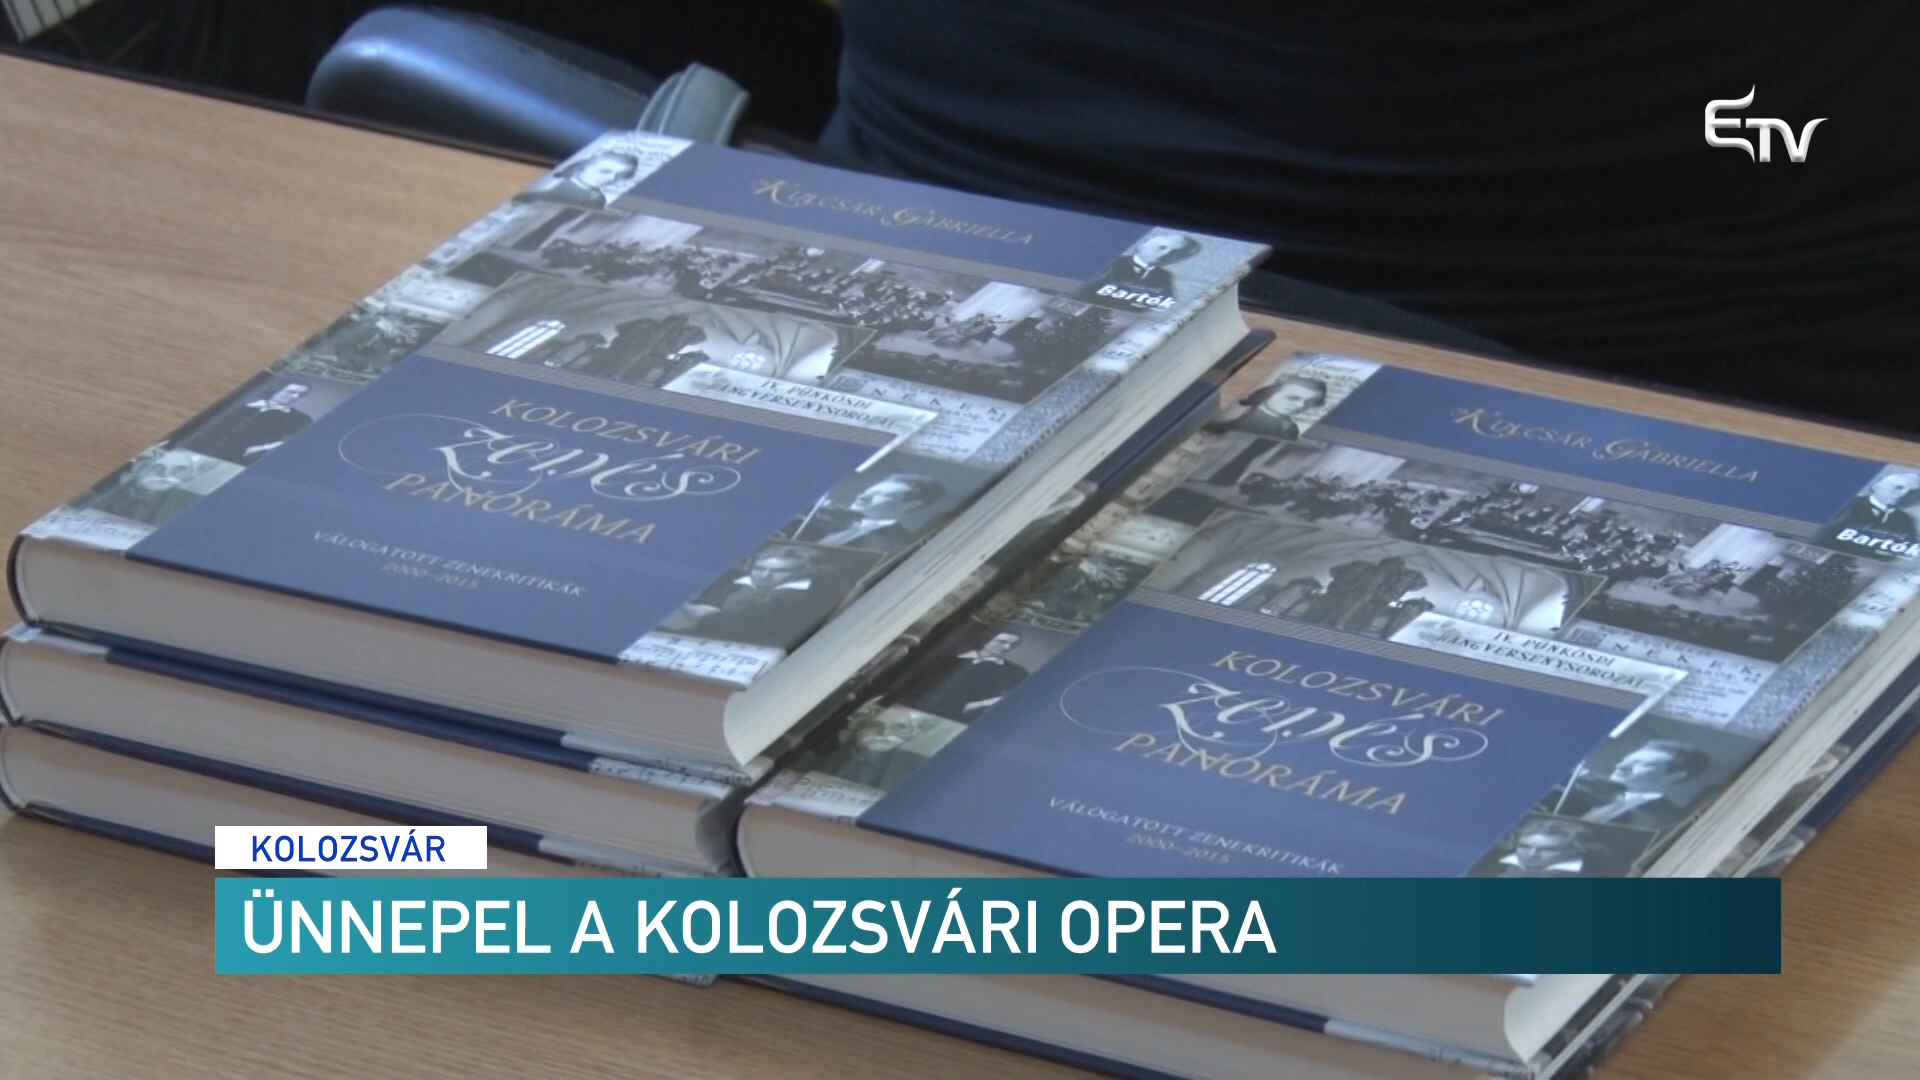 ETV
KULCSÁR GABRIELLA
Bartók
IV. PÜNKÖSDI
HANGVERSENYSOROZAT
KOLOZSVÁRI
ZENÉS
PANORÁMA
VÁLOGATOTT ZENEKRITIKÁK
2000–2015
KULCSÁR GABRIELLA
Bartók
IV. PÜNKÖSDI
HANGVERSENYSOROZAT
KOLOZSVÁRI
ZENÉS
PANORÁMA
VÁLOGATOTT ZENEKRITIKÁK
2000–2015
KOLOZSVÁR
ÜNNEPEL A KOLOZSVÁRI OPERA